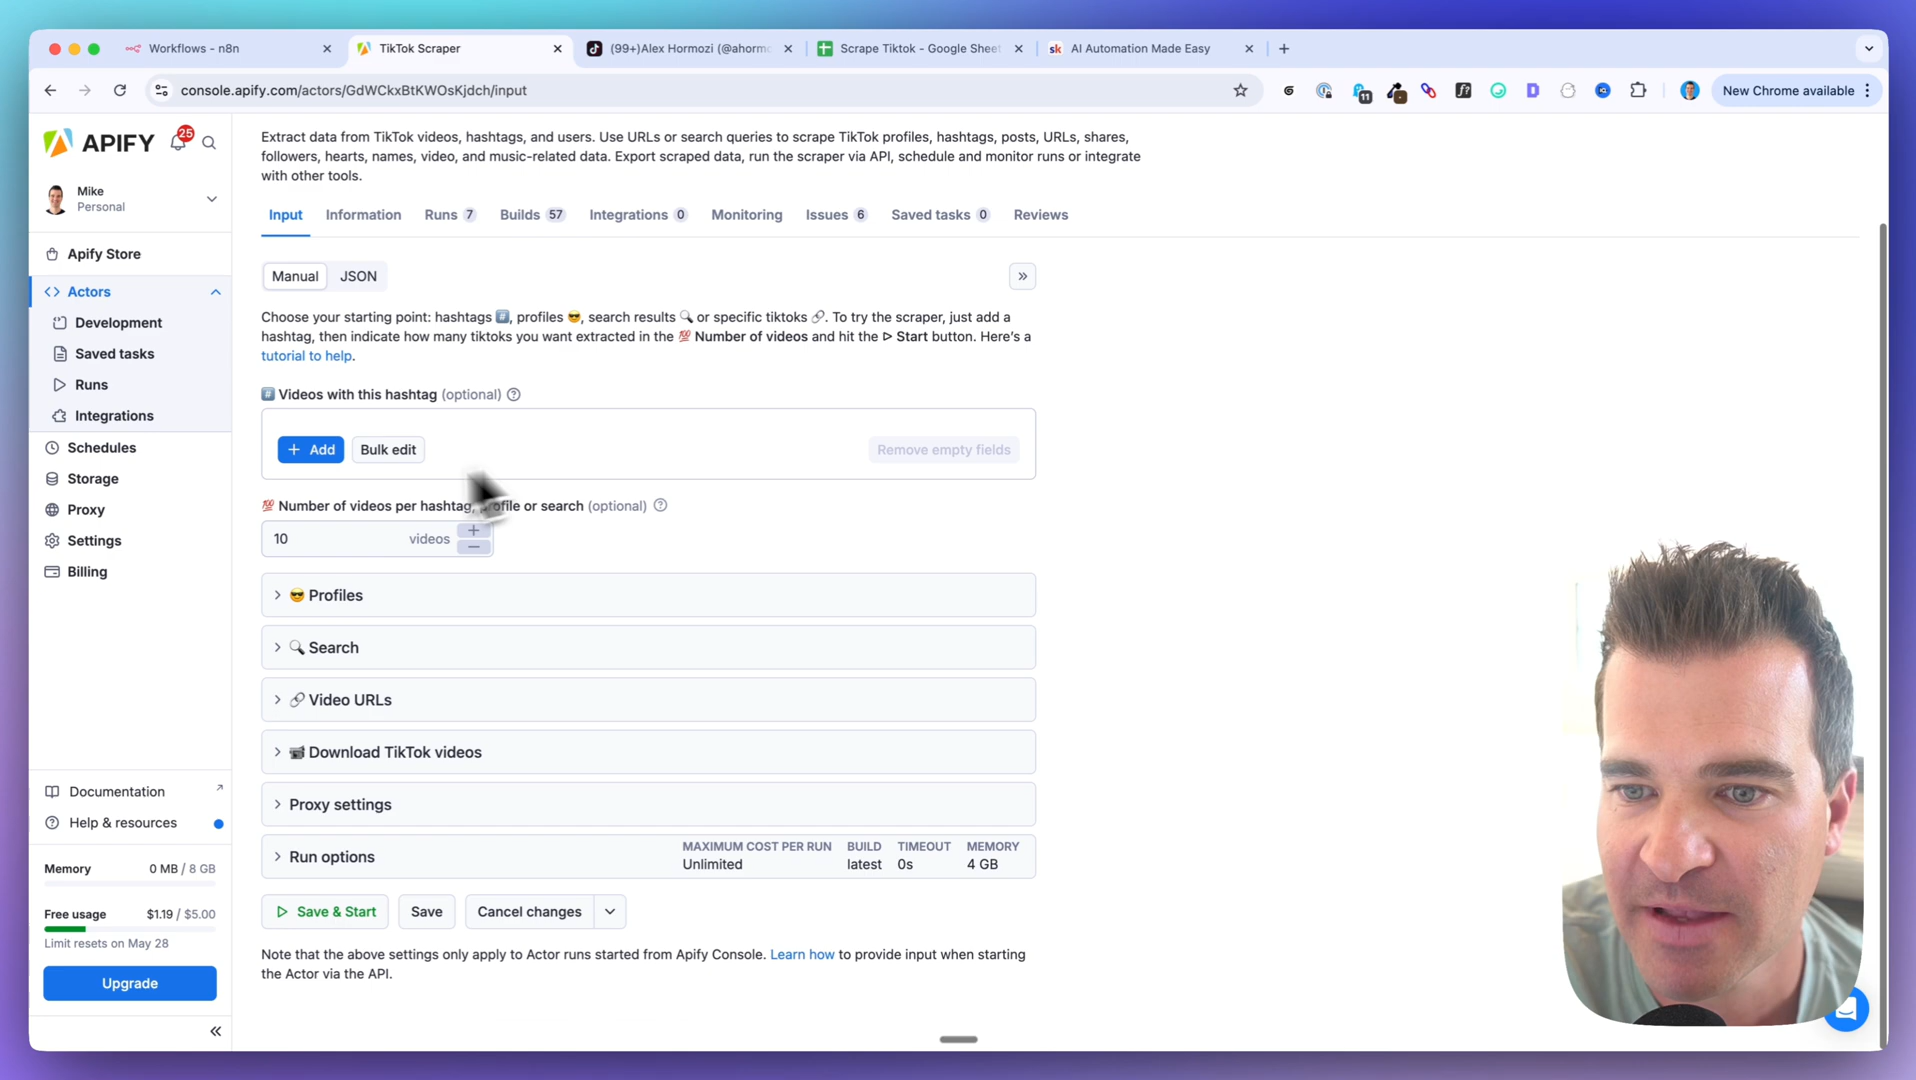 Workflows - n8n
TikTok Scraper
(99+)Alex Hormozi (@ahormo
Scrape Tiktok - Google Sheet
sk
AI Automation Made Easy
console.apify.com/actors/GdWCkxBtKWOsKjdch/input
11
f?
D
New Chrome available
APIFY
25
Mike
Personal
Apify Store
Actors
Development
Saved tasks
Runs
Integrations
Schedules
Storage
Proxy
Settings
Billing
Documentation
Help & resources
Memory 0 MB / 8 GB
Free usage $1.19 / $5.00
Limit resets on May 28
Upgrade
Extract data from TikTok videos, hashtags, and users. Use URLs or search queries to scrape TikTok profiles, hashtags, posts, URLs, shares,
followers, hearts, names, video, and music-related data. Export scraped data, run the scraper via API, schedule and monitor runs or integrate
with other tools.
Input Information Runs 7 Builds 57 Integrations 0 Monitoring Issues 6 Saved tasks 0 Reviews
Manual JSON
Choose your starting point: hashtags #️⃣, profiles 😎, search results 🔍 or specific tiktoks 🔗. To try the scraper, just add a
hashtag, then indicate how many tiktoks you want extracted in the 💯 Number of videos and hit the ▷ Start button. Here's a
tutorial to help.
#️⃣ Videos with this hashtag (optional)
+ Add Bulk edit Remove empty fields
💯 Number of videos per hashtag, profile or search (optional)
10 videos
😎 Profiles
🔍 Search
🔗 Video URLs
📹 Download TikTok videos
Proxy settings
Run options
MAXIMUM COST PER RUN BUILD TIMEOUT MEMORY
Unlimited latest 0s 4 GB
Save & Start Save Cancel changes
Note that the above settings only apply to Actor runs started from Apify Console. Learn how to provide input when starting
the Actor via the API.